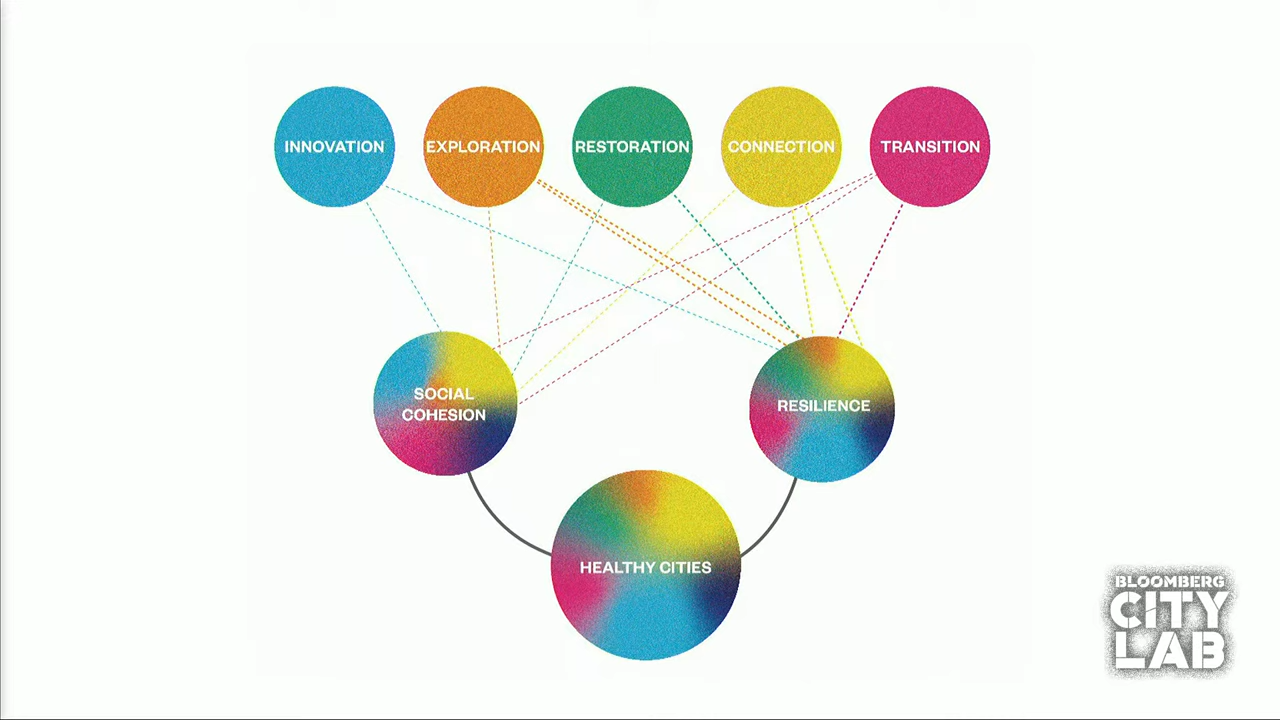 INNOVATION
EXPLORATION
RESTORATION
CONNECTION
TRANSITION
SOCIAL
COHESION
RESILIENCE
HEALTHY CITIES
BLOOMBERG
CITY
LAB